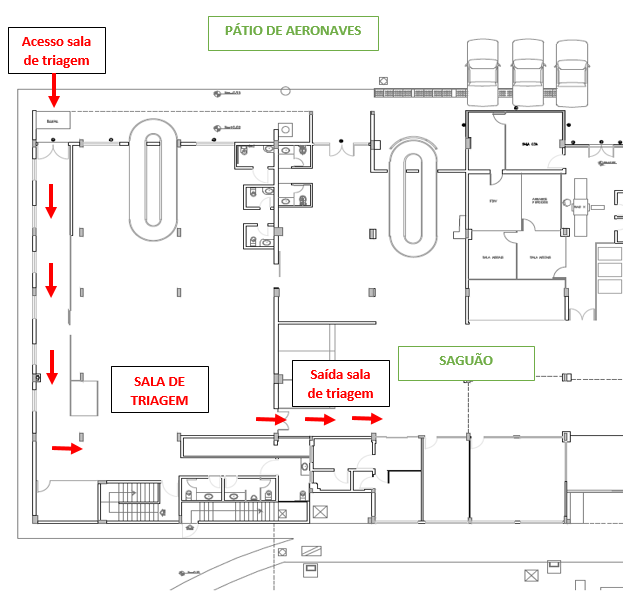 PÁTIO DE AERONAVES
Acesso sala
de triagem
SALA DE
TRIAGEM
Saída sala
de triagem
SAGUÃO